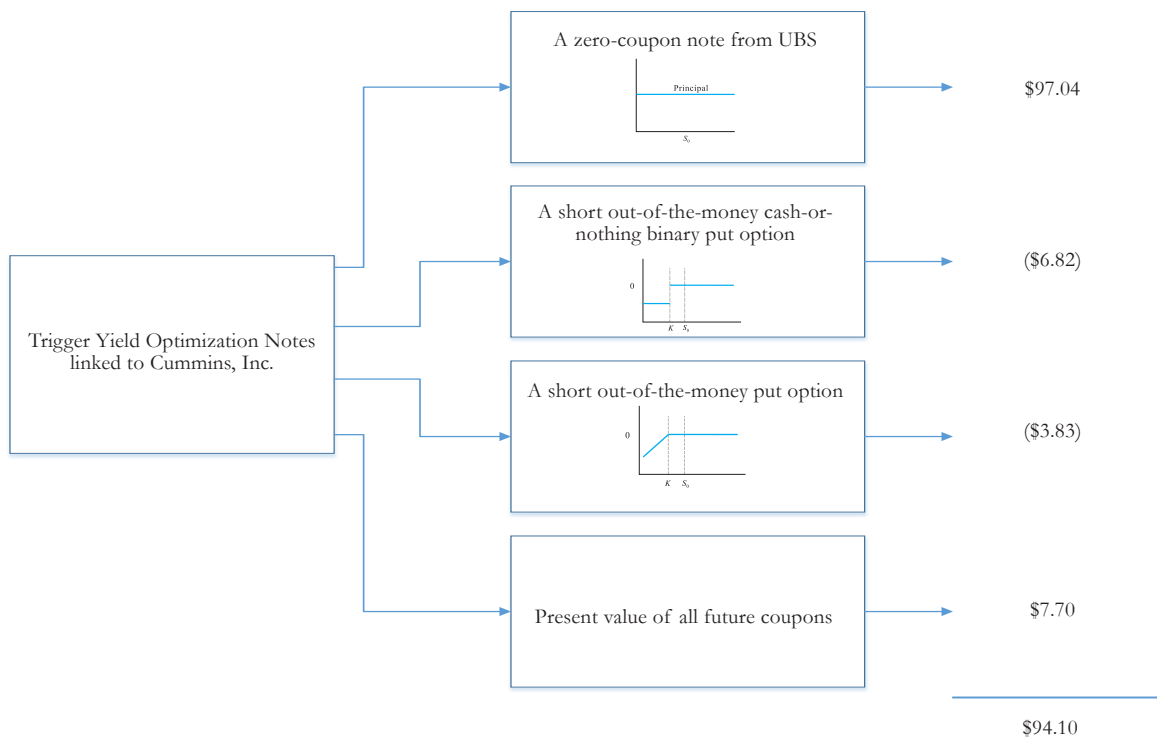 A zero-coupon note from UBS
Principal
S₀
$97.04
A short out-of-the-money cash-or-
nothing binary put option
0
K S₀
($6.82)
Trigger Yield Optimization Notes
linked to Cummins, Inc.
A short out-of-the-money put option
0
K S₀
($3.83)
Present value of all future coupons
$7.70
$94.10